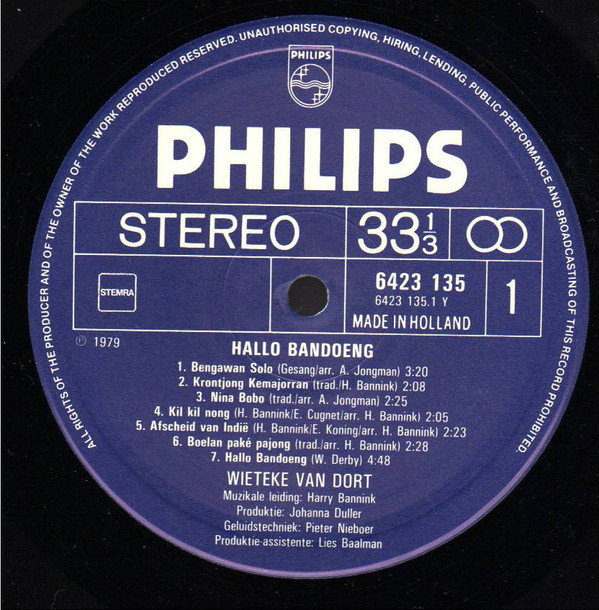 ALL RIGHTS OF THE PRODUCER AND OF THE OWNER OF THE WORK REPRODUCED RESERVED. UNAUTHORISED COPYING, HIRING, LENDING, PUBLIC PERFORMANCE AND BROADCASTING OF THIS RECORD PROHIBITED.
PHILIPS
PHILIPS
STEREO 33 1/3
STEMRA
6423 135
6423 135.1 Y
MADE IN HOLLAND
1
℗ 1979
HALLO BANDOENG
1. Bengawan Solo (Gesang/arr. A. Jongman) 3:20
2. Krontjong Kemajorran (trad./H. Bannink) 2:08
3. Nina Bobo (trad./arr. A. Jongman) 2:25
4. Kil kil nong (H. Bannink/E. Cugnet/arr. H. Bannink) 2:05
5. Afscheid van Indië (H. Bannink/E. Koning/arr. H. Bannink) 2:23
6. Boelan paké pajong (trad./arr. H. Bannink) 2:28
7. Hallo Bandoeng (W. Derby) 4:48
WIETEKE VAN DORT
Muzikale leiding: Harry Bannink
Produktie: Johanna Duller
Geluidstechniek: Pieter Nieboer
Produktie-assistente: Lies Baalman